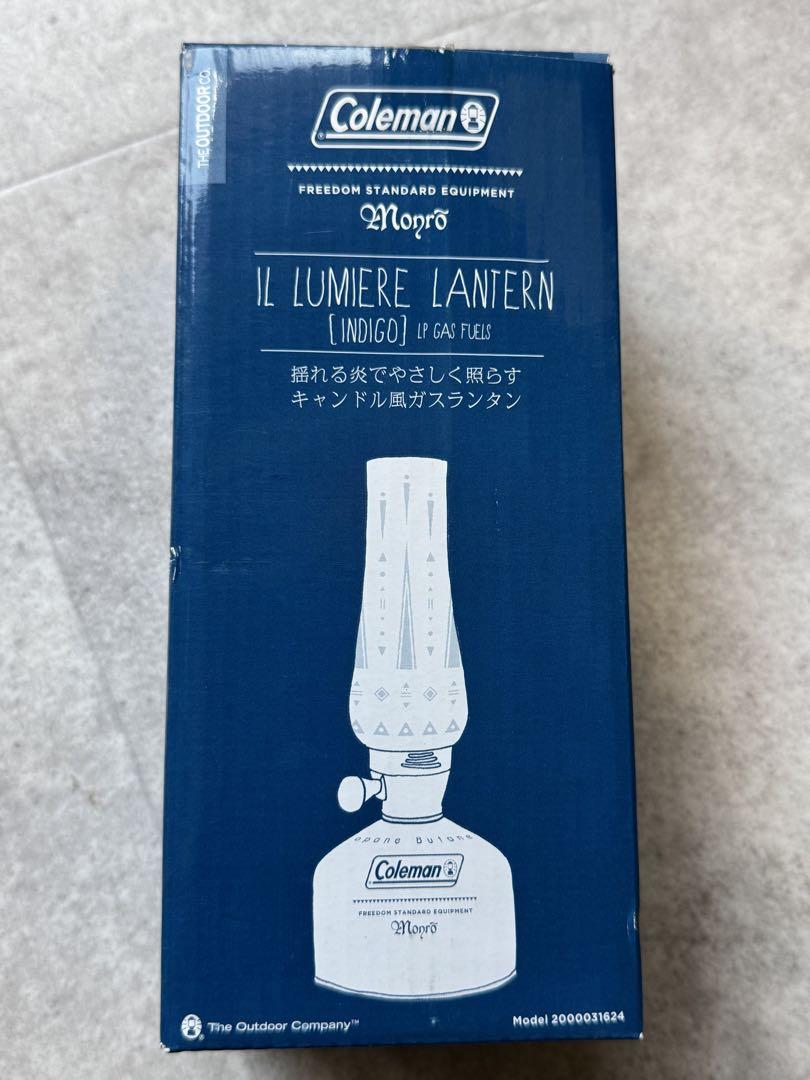 THE OUTDOOR CO.
Coleman
FREEDOM STANDARD EQUIPMENT
Monro
IL LUMIERE LANTERN
[INDIGO] LP GAS FUELS
揺れる炎でやさしく照らす
キャンドル風ガスランタン
opane Butane
Coleman
FREEDOM STANDARD EQUIPMENT
Monro
The Outdoor Company™
Model 2000031624